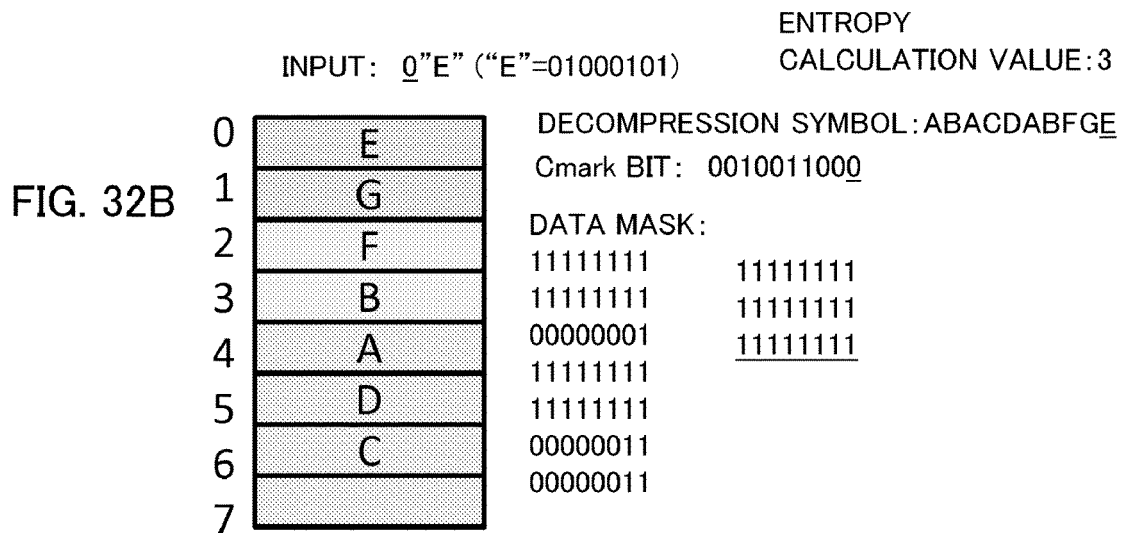 ENTROPY
CALCULATION VALUE:3
INPUT: 0"E" ("E"=01000101)
FIG. 32B
0 E
1 G
2 F
3 B
4 A
5 D
6 C
7
DECOMPRESSION SYMBOL:ABACDABFGE
Cmark BIT: 0010011000
DATA MASK:
11111111
11111111
00000001
11111111
11111111
00000011
00000011
11111111
11111111
11111111